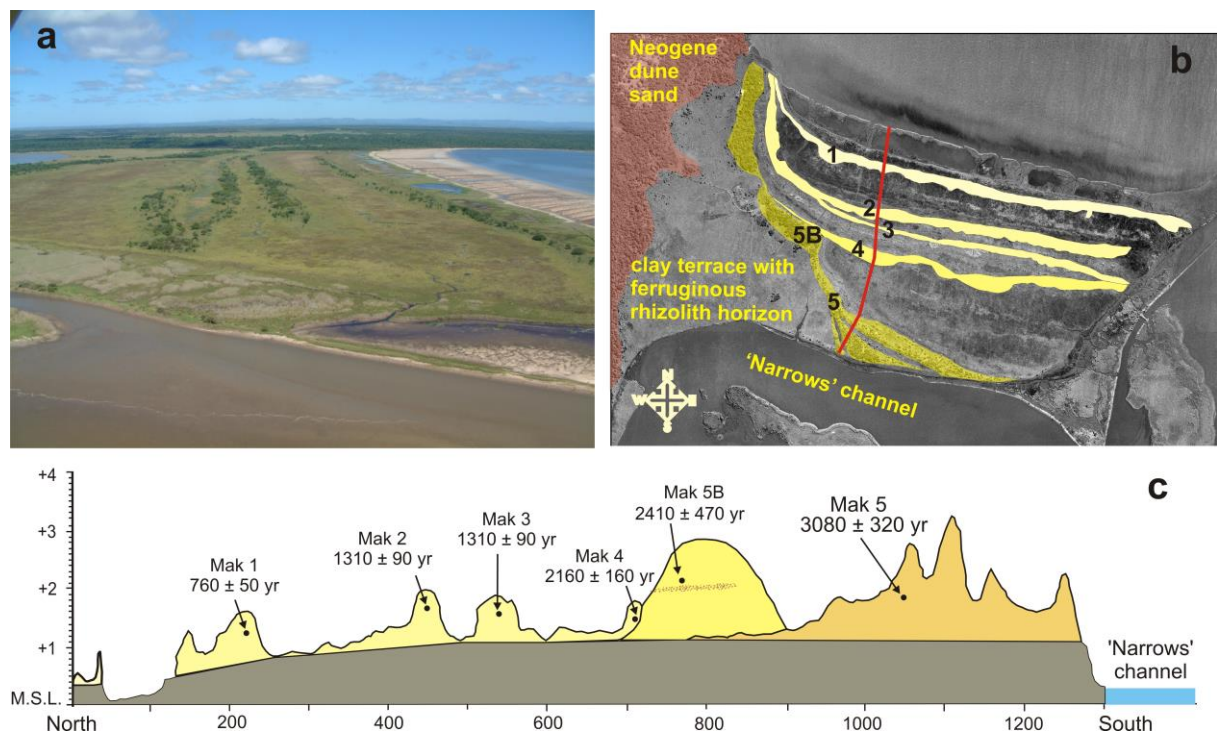 a
b
Neogene
dune
sand
1
2
3
5B
4
clay terrace with
ferruginous
rhizolith horizon
5
'Narrows' channel
N
W E
S
c
+4
+3
+2
+1
M.S.L.
Mak 1
760 ± 50 yr
Mak 2
1310 ± 90 yr
Mak 3
1310 ± 90 yr
Mak 4
2160 ± 160 yr
Mak 5B
2410 ± 470 yr
Mak 5
3080 ± 320 yr
'Narrows'
channel
North 200 400 600 800 1000 1200 South